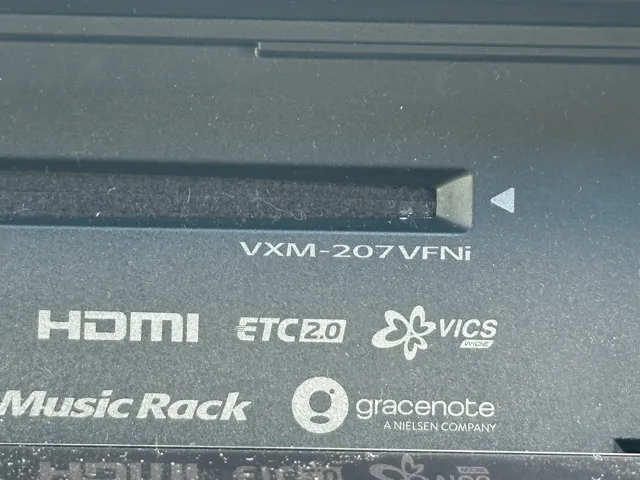 VXM-207VFNi
HDMI ETC2.0 VICS
WIDE
Music Rack gracenote
A NIELSEN COMPANY